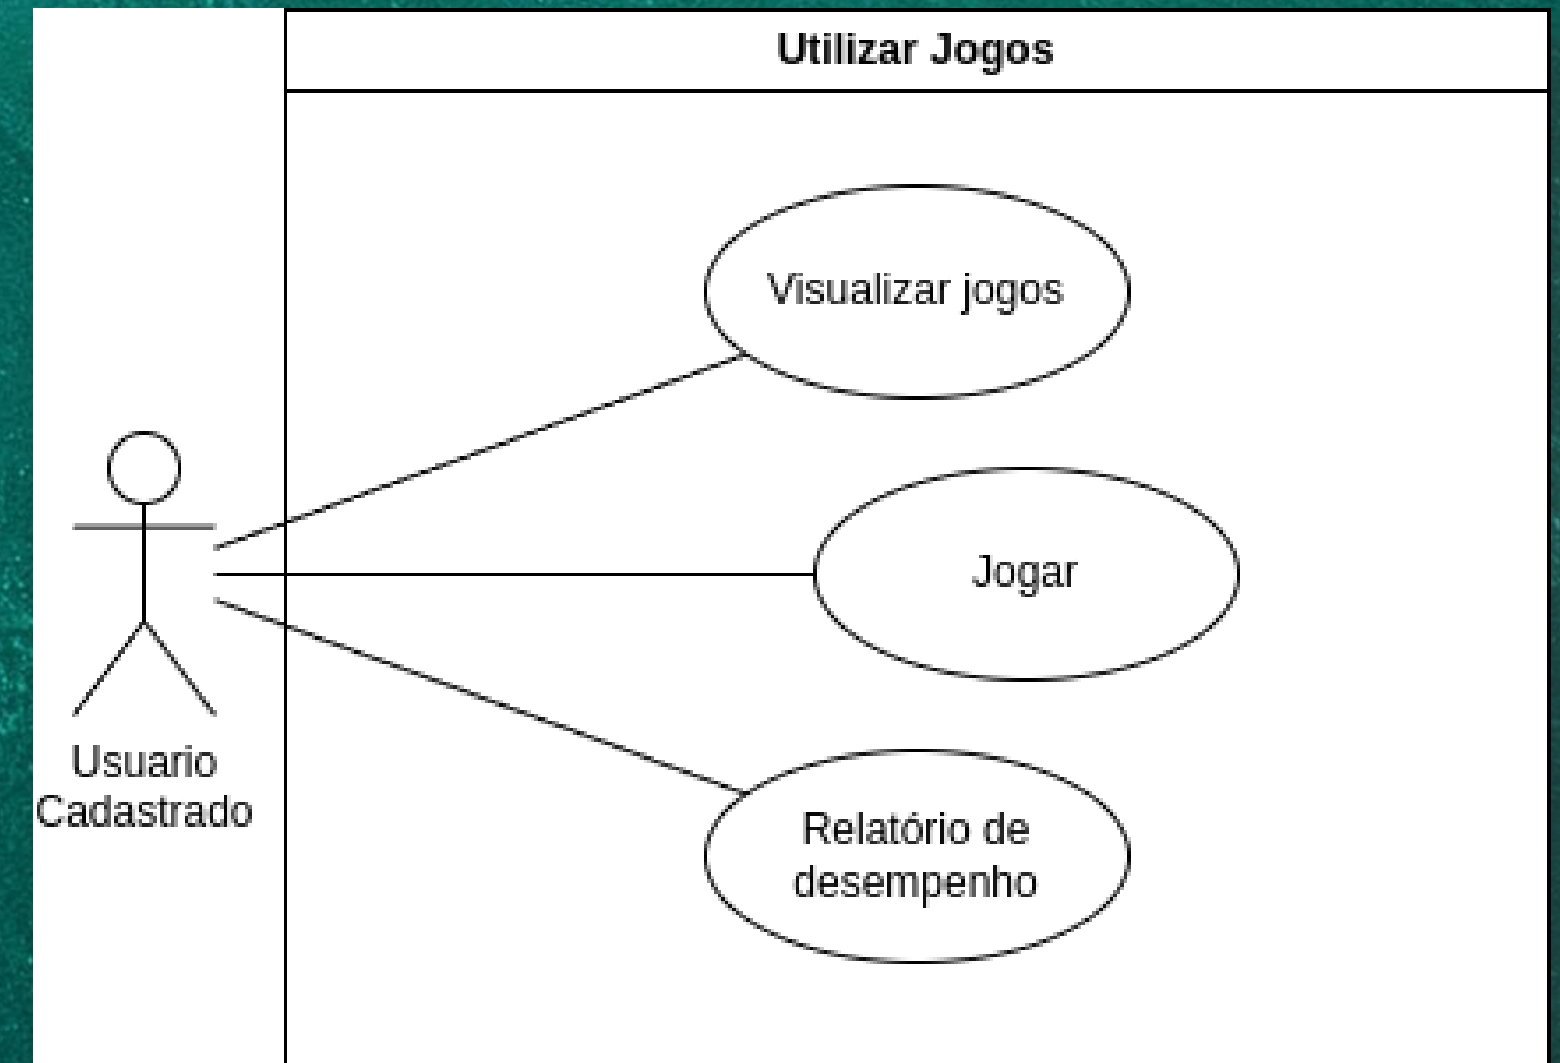 Utilizar Jogos
Visualizar jogos
Jogar
Usuario
Cadastrado
Relatório de
desempenho